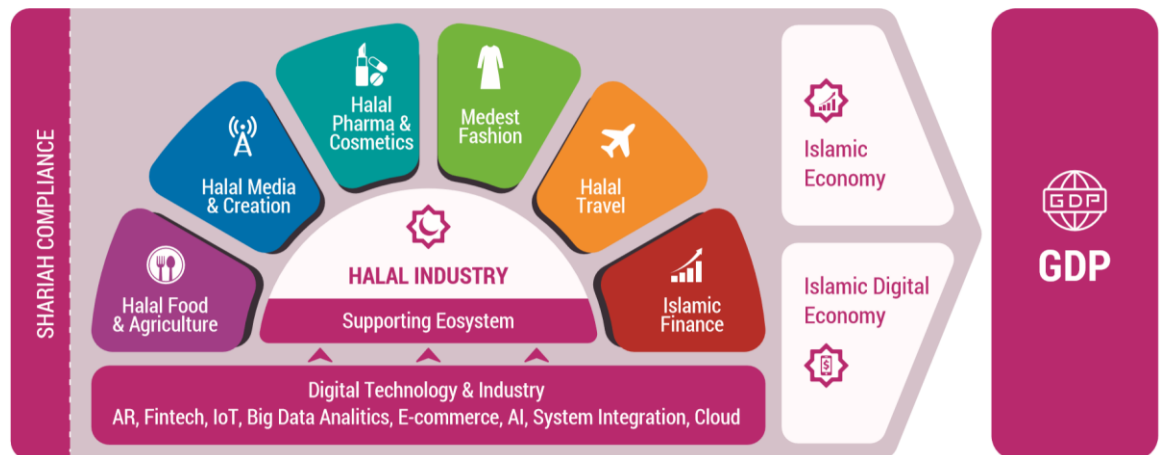 SHARIAH COMPLIANCE
Halal Food
& Agriculture
Halal Media
& Creation
Halal
Pharma &
Cosmetics
Medest
Fashion
Halal
Travel
Islamic
Finance
HALAL INDUSTRY
Supporting Eosystem
Digital Technology & Industry
AR, Fintech, IoT, Big Data Analitics, E-commerce, AI, System Integration, Cloud
Islamic
Economy
Islamic Digital
Economy
$
GDP
GDP